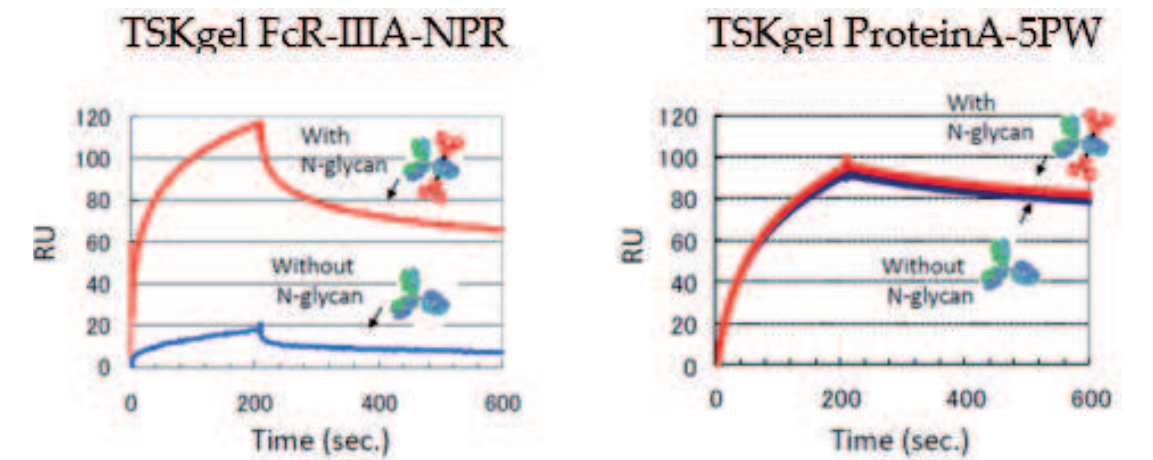 TSKgel FcR-IIIA-NPR
120
100
80
60
40
20
0
RU
With
N-glycan
Without
N-glycan
0 200 400 600
Time (sec.)
TSKgel ProteinA-5PW
120
100
80
60
40
20
0
RU
With
N-glycan
Without
N-glycan
0 200 400 600
Time (sec.)